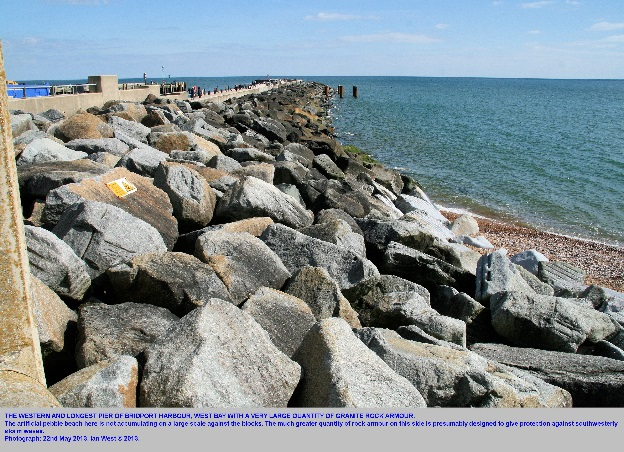 THE WESTERN AND LONGEST PIER OF BRIDPORT HARBOUR, WEST BAY WITH A VERY LARGE QUANTITY OF GRANITE ROCK ARMOUR.
The artificial pebble beach here is not accumulating on a large scale against the blocks. The much greater quantity of rock armour on this side is presumably designed to give protection against southwesterly
storm waves.
Photograph: 22nd May 2013. Ian West © 2013.